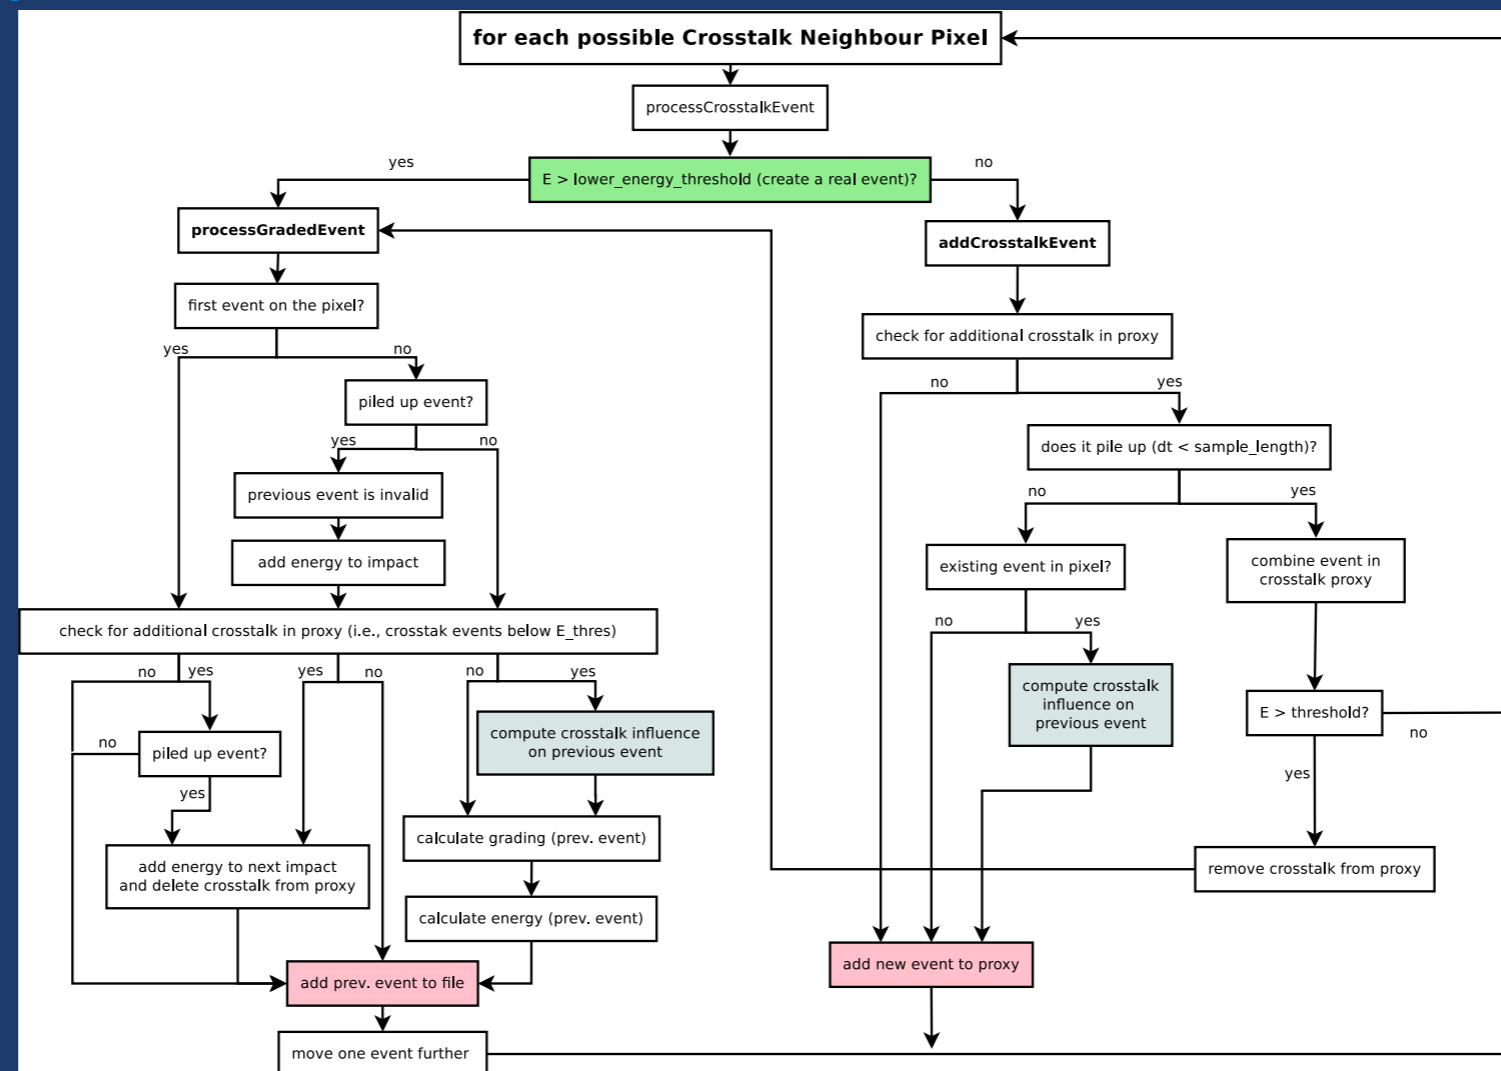 for each possible Crosstalk Neighbour Pixel
processCrosstalkEvent
yes
E > lower_energy_threshold (create a real event)?
no
processGradedEvent
addCrosstalkEvent
first event on the pixel?
check for additional crosstalk in proxy
yes
no
no
yes
piled up event?
does it pile up (dt < sample_length)?
yes
no
no
yes
previous event is invalid
add energy to impact
existing event in pixel?
combine event in
crosstalk proxy
no
yes
check for additional crosstalk in proxy (i.e., crosstak events below E_thres)
no
yes
yes
no
no
yes
compute crosstalk
influence on
previous event
E > threshold?
no
compute crosstalk influence
on previous event
no
piled up event?
yes
yes
calculate grading (prev. event)
add energy to next impact
and delete crosstalk from proxy
remove crosstalk from proxy
calculate energy (prev. event)
add new event to proxy
add prev. event to file
move one event further